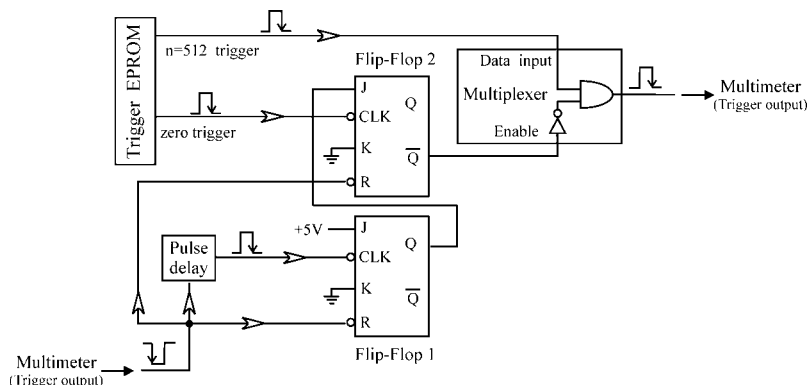 Trigger EPROM
n=512 trigger
zero trigger
Flip-Flop 2
J
Q
CLK
K
Q
R
Data input
Multiplexer
Enable
Multimeter
(Trigger output)
+5V
J
Q
CLK
K
Q
R
Flip-Flop 1
Pulse
delay
Multimeter
(Trigger output)